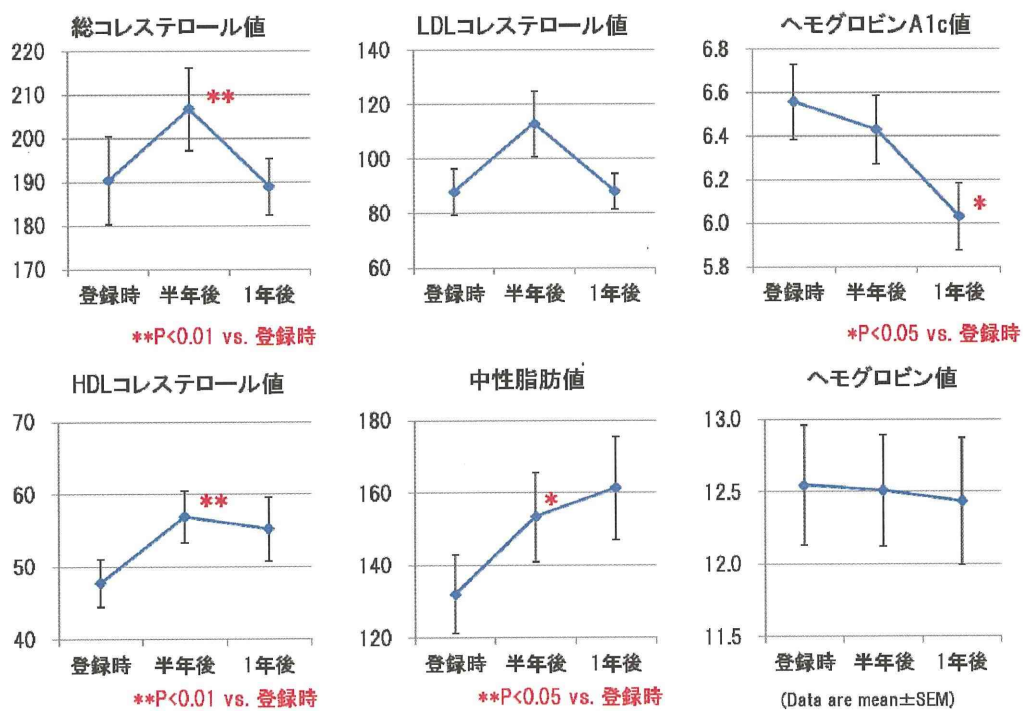 総コレステロール値
220
210
200
190
180
170
**
登録時 半年後 1年後
**P<0.01 vs. 登録時
LDLコレステロール値
140
120
100
80
60
登録時 半年後 1年後
ヘモグロビンA1c値
6.8
6.6
6.4
6.2
6.0
5.8
*
登録時 半年後 1年後
*P<0.05 vs. 登録時
HDLコレステロール値
70
60
50
40
**
登録時 半年後 1年後
**P<0.01 vs. 登録時
中性脂肪値
180
160
140
120
*
登録時 半年後 1年後
**P<0.05 vs. 登録時
ヘモグロビン値
13.0
12.5
12.0
11.5
登録時 半年後 1年後
(Data are mean±SEM)